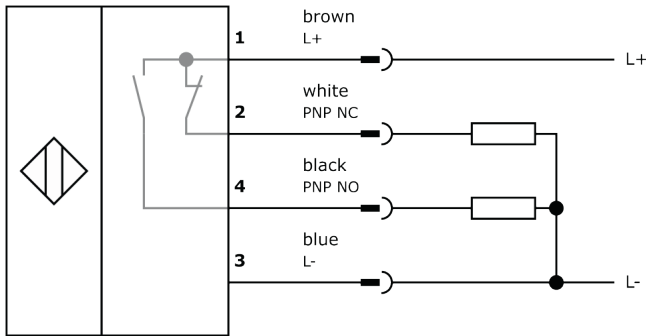 brown
1 L+ L+
white
2 PNP NC
black
4 PNP NO
blue
3 L- L-